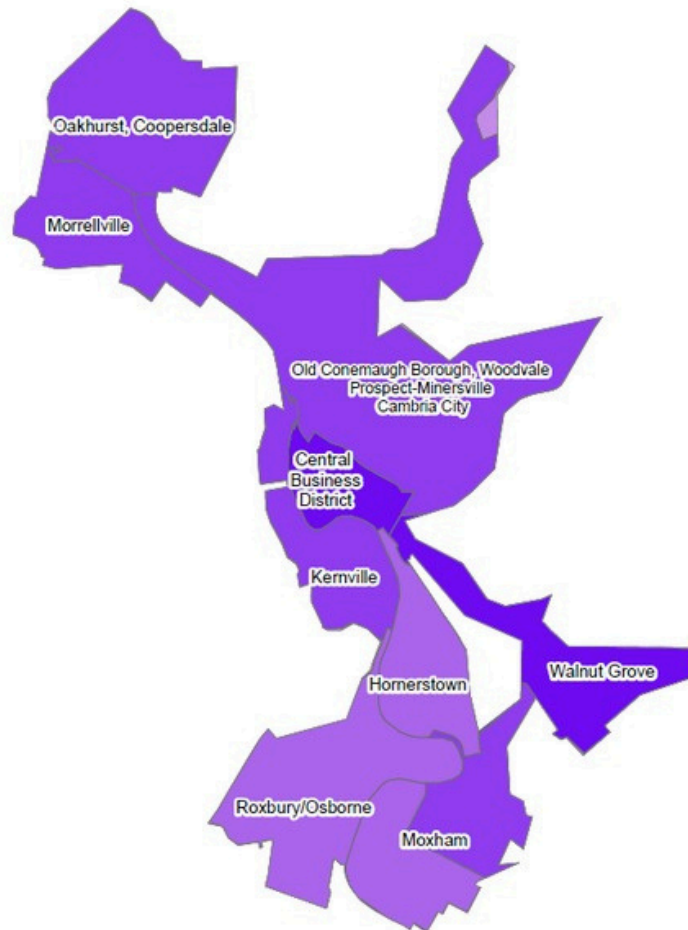 Oakhurst, Coopersdale
Morrellville
Old Conemaugh Borough, Woodvale
Prospect-Minersville
Cambria City
Central
Business
District
Kernville
Hornerstown
Walnut Grove
Roxbury/Osborne
Moxham